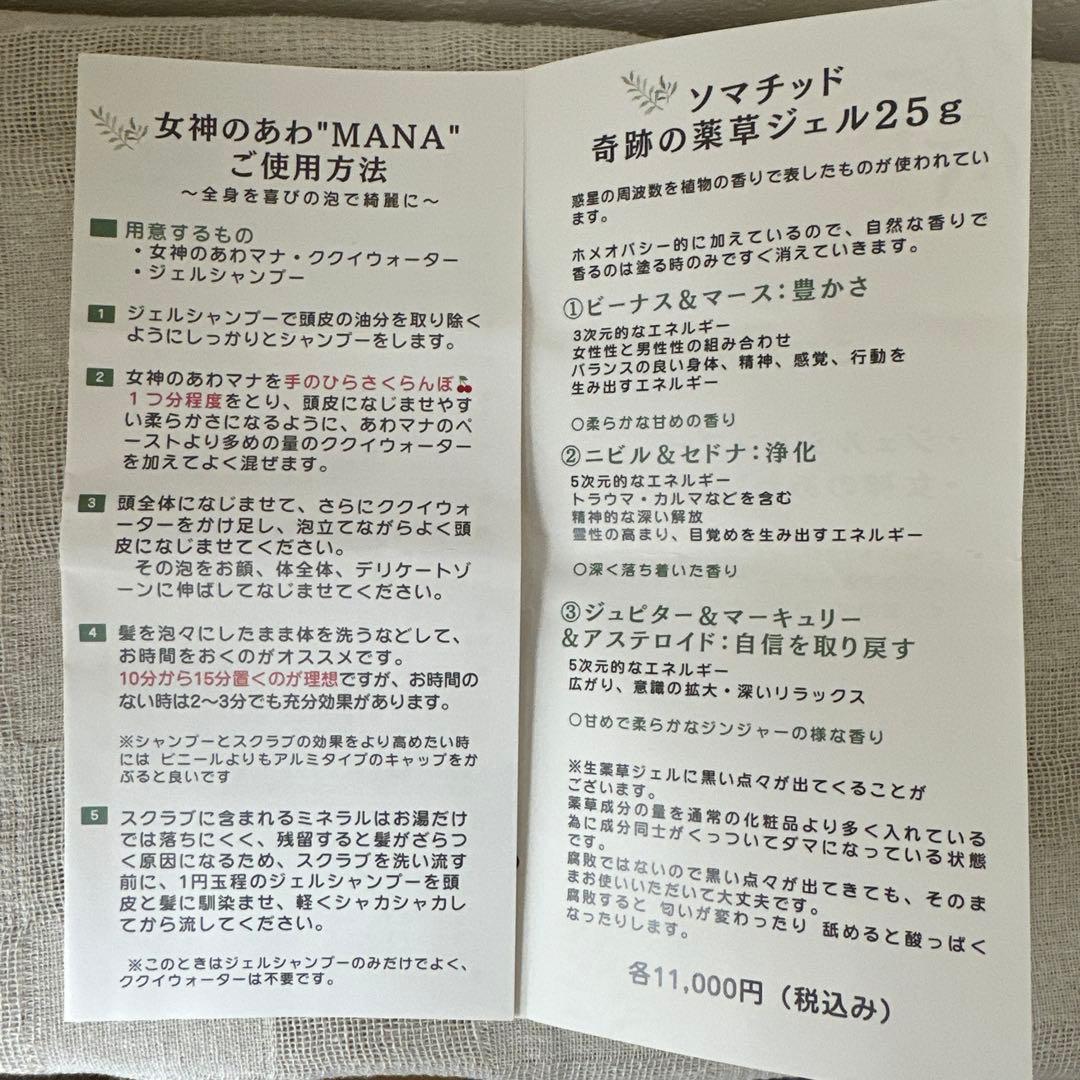 女神のあわ"MANA"
ご使用方法
～全身を喜びの泡で綺麗に～
用意するもの
・女神のあわマナ・ククイウォーター
・ジェルシャンプー
1 ジェルシャンプーで頭皮の油分を取り除く
ようにしっかりとシャンプーをします。
2 女神のあわマナを手のひらさくらんぼ🍒
１つ分程度をとり、頭皮になじませやす
い柔らかさになるように、あわマナのペ
ーストより多めの量のククイウォーター
を加えてよく混ぜます。
3 頭全体になじませて、さらにククイウォ
ーターをかけ足し、泡立てながらよく頭
皮になじませてください。
その泡をお顔、体全体、デリケートゾ
ーンに伸ばしてなじませてください。
4 髪を泡々にしたまま体を洗うなどして、
お時間をおくのがオススメです。
10分から15分置くのが理想ですが、お時間の
ない時は2～3分でも充分効果があります。
※シャンプーとスクラブの効果をより高めたい時
には ビニールよりもアルミタイプのキャップをか
ぶると良いです
5 スクラブに含まれるミネラルはお湯だけ
では落ちにくく、残留すると髪がざらつ
く原因になるため、スクラブを洗い流す
前に、1円玉程のジェルシャンプーを頭
皮と髪に馴染ませ、軽くシャカシャカし
てから流してください。
※このときはジェルシャンプーのみだけでよく、
ククイウォーターは不要です。
ソマチッド
奇跡の薬草ジェル25g
惑星の周波数を植物の香りで表したものが使われてい
ます。
ホメオパシー的に加えているので、自然な香りで
香るのは塗る時のみですぐ消えていきます。
①ビーナス&マース：豊かさ
3次元的なエネルギー
女性性と男性性の組み合わせ
バランスの良い身体、精神、感覚、行動を
生み出すエネルギー
○柔らかな甘めの香り
②ニビル&セドナ：浄化
5次元的なエネルギー
トラウマ・カルマなどを含む
精神的な深い解放
霊性の高まり、目覚めを生み出すエネルギー
○深く落ち着いた香り
③ジュピター&マーキュリー
&アステロイド：自信を取り戻す
5次元的なエネルギー
広がり、意識の拡大・深いリラックス
○甘めで柔らかなジンジャーの様な香り
※生薬草ジェルに黒い点々が出てくることが
ございます。
薬草成分の量を通常の化粧品より多く入れている
為に成分同士がくっついてダマになっている状態
です。
腐敗ではないので黒い点々が出てきても、そのま
まお使いいただいて大丈夫です。
腐敗すると 匂いが変わったり 舐めると酸っぱく
なったりします。
各11,000円（税込み）